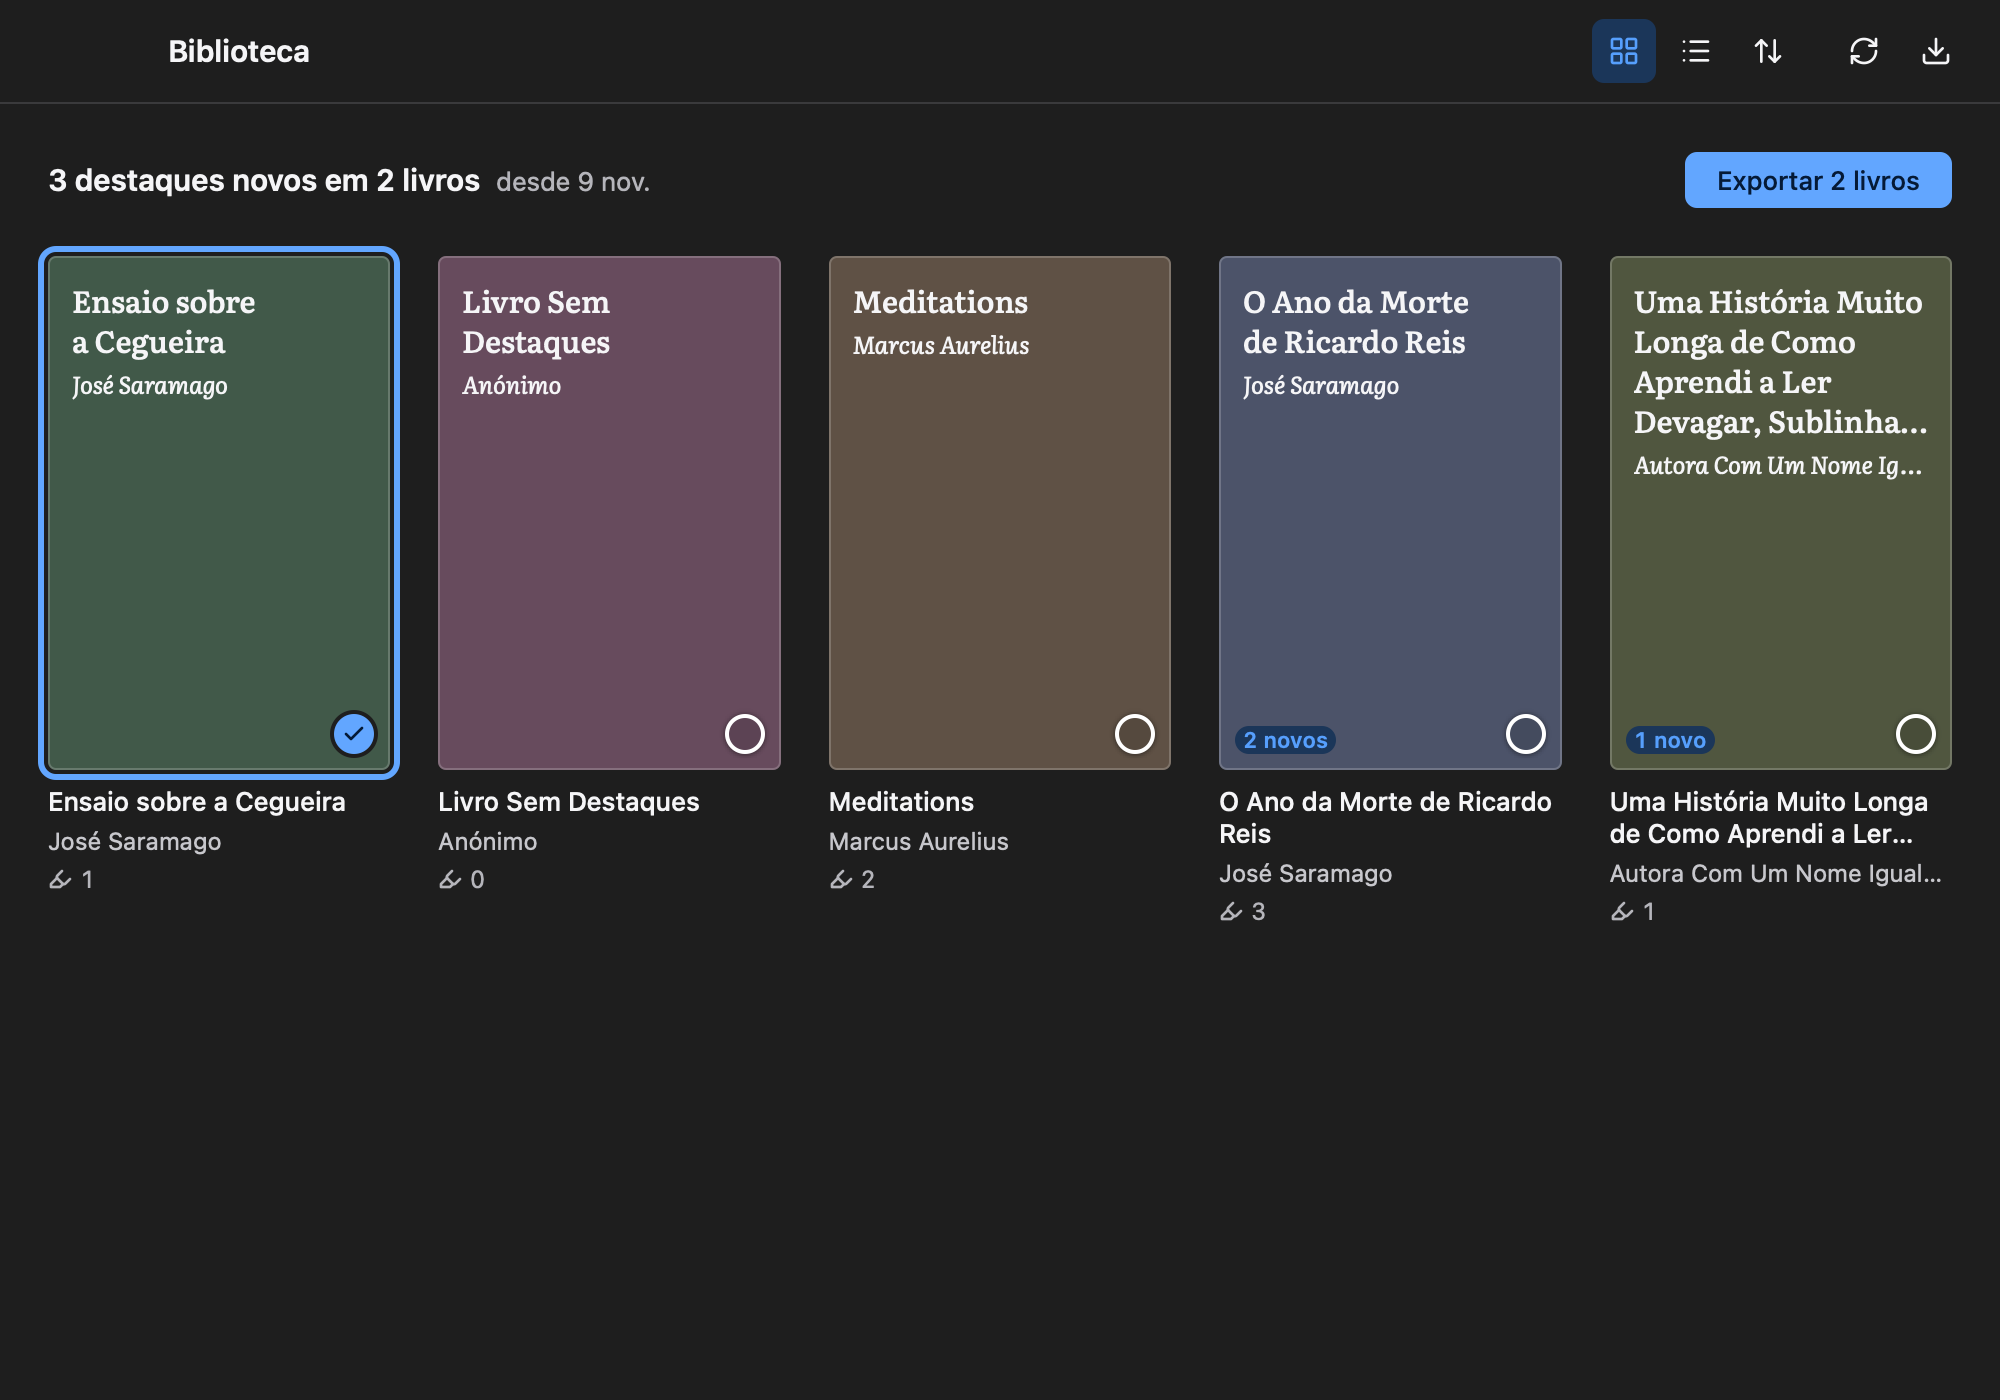 Biblioteca
3 destaques novos em 2 livros desde 9 nov.
Exportar 2 livros
Ensaio sobre
a Cegueira
José Saramago
Livro Sem
Destaques
Anónimo
Meditations
Marcus Aurelius
O Ano da Morte
de Ricardo Reis
José Saramago
2 novos
Uma História Muito
Longa de Como
Aprendi a Ler
Devagar, Sublinha...
Autora Com Um Nome Ig...
1 novo
Ensaio sobre a Cegueira
José Saramago
1
Livro Sem Destaques
Anónimo
0
Meditations
Marcus Aurelius
2
O Ano da Morte de Ricardo
Reis
José Saramago
3
Uma História Muito Longa
de Como Aprendi a Ler...
Autora Com Um Nome Igual...
1